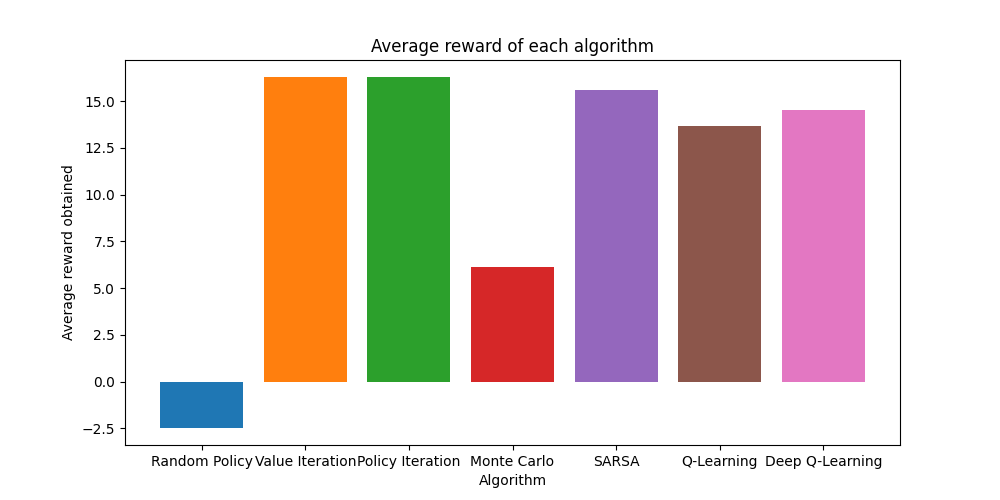 Average reward of each algorithm
Average reward obtained
15.0
12.5
10.0
7.5
5.0
2.5
0.0
−2.5
Random Policy Value Iteration Policy Iteration Monte Carlo SARSA Q-Learning Deep Q-Learning
Algorithm